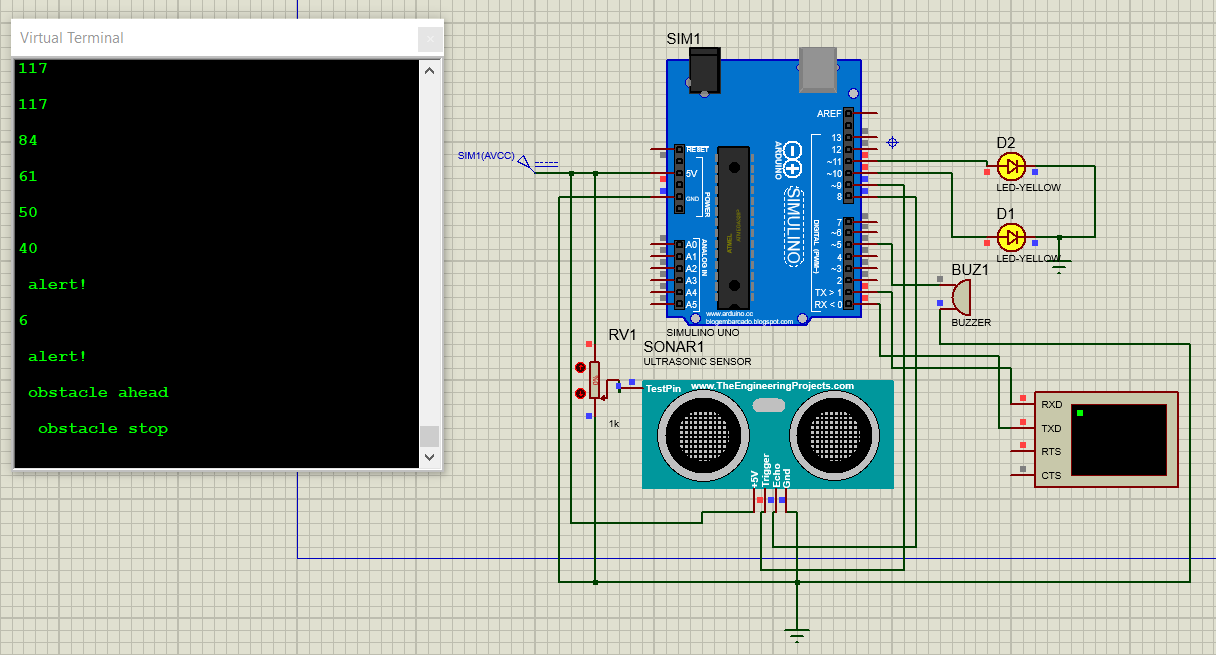 Virtual Terminal
117
117
84
61
50
40
alert!
6
alert!
obstacle ahead
obstacle stop
SIM1
SIM1(AVCC)
RESET
5V
GND
POWER
A0
A1
A2
A3
A4
A5
ANALOG IN
AREF
13
12
~11
~10
~9
8
7
~6
~5
4
~3
2
TX > 1
RX < 0
DIGITAL (PWM~)
ARDUINO
SIMULINO
ATMEL
www.arduino.cc
blogembarcado.blogspot.com
SIMULINO UNO
D2
LED-YELLOW
D1
LED-YELLOW
BUZ1
BUZZER
RV1
0%
1k
SONAR1
ULTRASONIC SENSOR
TestPin
www.TheEngineeringProjects.com
+5V
Trigger
Echo
Gnd
RXD
TXD
RTS
CTS